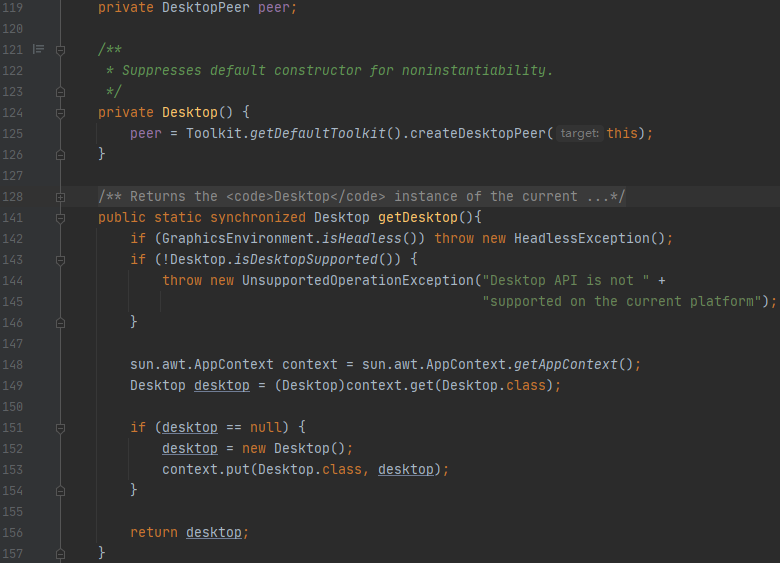 119 private DesktopPeer peer;
120
121 /**
122 * Suppresses default constructor for noninstantiability.
123 */
124 private Desktop() {
125 peer = Toolkit.getDefaultToolkit().createDesktopPeer( target: this);
126 }
127
128 /** Returns the <code>Desktop</code> instance of the current ...*/
141 public static synchronized Desktop getDesktop(){
142 if (GraphicsEnvironment.isHeadless()) throw new HeadlessException();
143 if (!Desktop.isDesktopSupported()) {
144 throw new UnsupportedOperationException("Desktop API is not " +
145 "supported on the current platform");
146 }
147
148 sun.awt.AppContext context = sun.awt.AppContext.getAppContext();
149 Desktop desktop = (Desktop)context.get(Desktop.class);
150
151 if (desktop == null) {
152 desktop = new Desktop();
153 context.put(Desktop.class, desktop);
154 }
155
156 return desktop;
157 }